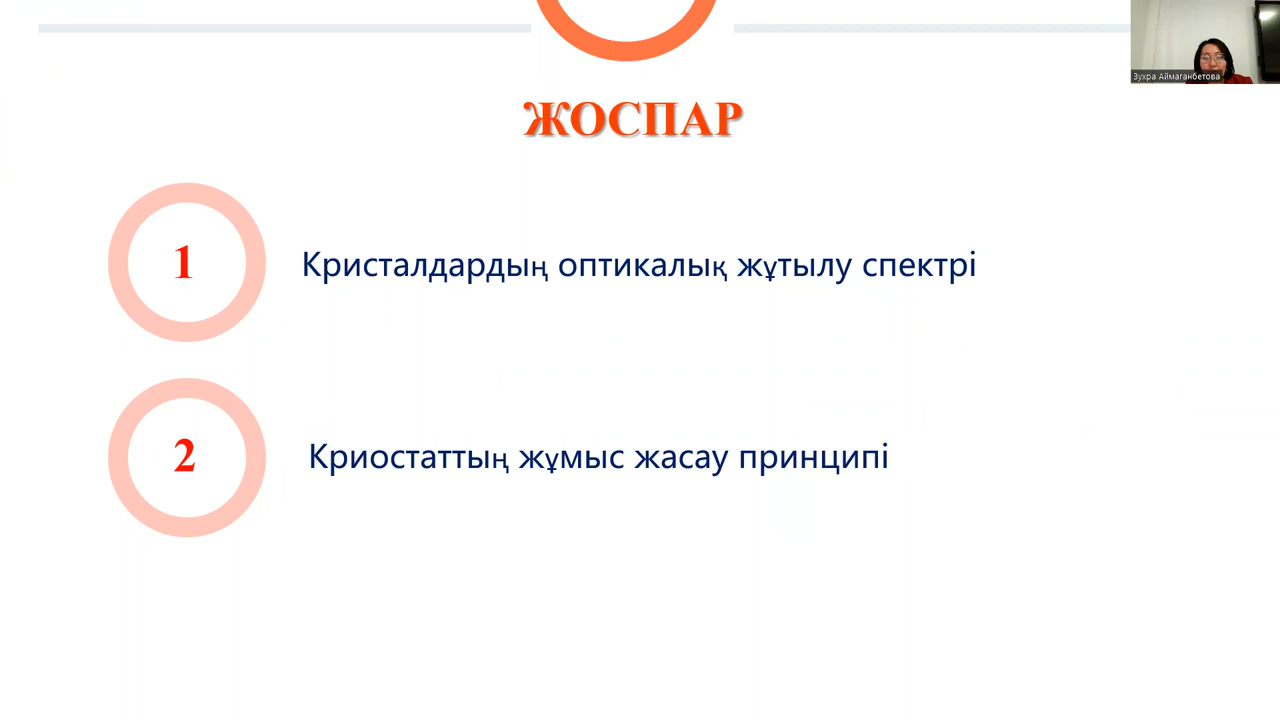 Зухра Аймаганбетова
ЖОСПАР
1
Кристалдардың оптикалық жұтылу спектрі
2
Криостаттың жұмыс жасау принципі